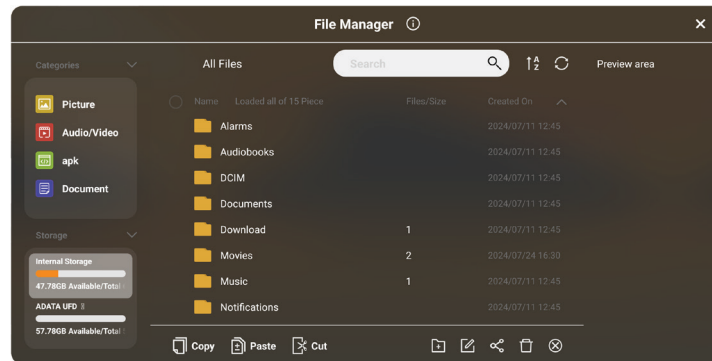 File Manager
Categories
Picture
Audio/Video
apk
Document
Storage
Internal Storage
47.78GB Available/Total
ADATA UFD
57.78GB Available/Total
All Files
Search
Preview area
Name Loaded all of 15 Piece Files/Size Created On
Alarms 2024/07/11 12:45
Audiobooks 2024/07/11 12:45
DCIM 2024/07/11 12:45
Documents 2024/07/11 12:45
Download 1 2024/07/11 12:45
Movies 2 2024/07/24 16:30
Music 1 2024/07/11 12:45
Notifications 2024/07/11 12:45
Copy Paste Cut